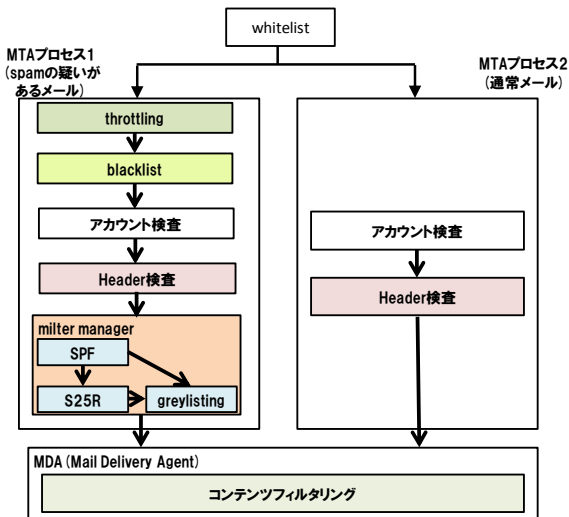 whitelist
MTAプロセス1
(spamの疑いが
あるメール)
throttling
blacklist
アカウント検査
Header検査
milter manager
SPF
S25R
greylisting
MTAプロセス2
(通常メール)
アカウント検査
Header検査
MDA (Mail Delivery Agent)
コンテンツフィルタリング